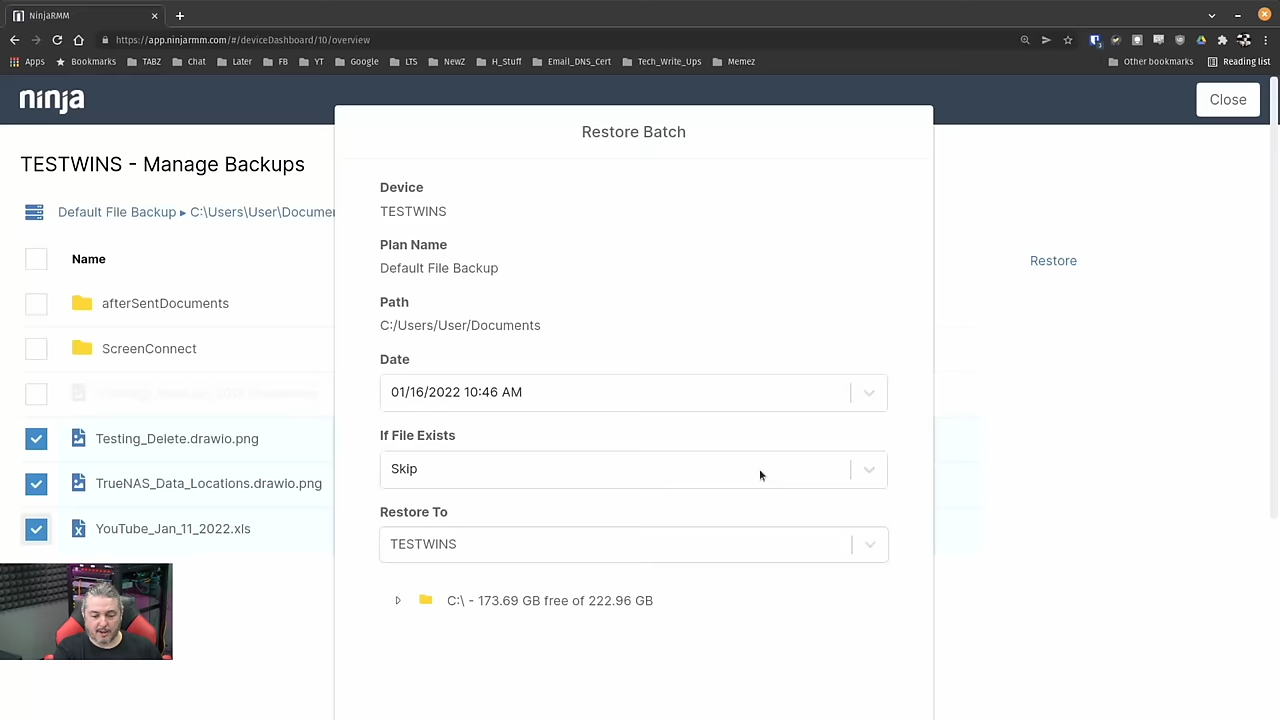 NinjaRMM
https://app.ninjarmm.com/#/deviceDashboard/10/overview
Apps Bookmarks TABZ Chat Later FB YT Google LTS NewZ H_Stuff Email_DNS_Cert Tech_Write_Ups Memez Other bookmarks Reading list
ninja
Close
TESTWINS - Manage Backups
Default File Backup ▸ C:\Users\User\Documen
Name
Restore
afterSentDocuments
ScreenConnect
Testing_Delete.drawio.png
TrueNAS_Data_Locations.drawio.png
YouTube_Jan_11_2022.xls
Restore Batch
Device
TESTWINS
Plan Name
Default File Backup
Path
C:/Users/User/Documents
Date
01/16/2022 10:46 AM
If File Exists
Skip
Restore To
TESTWINS
C:\ - 173.69 GB free of 222.96 GB